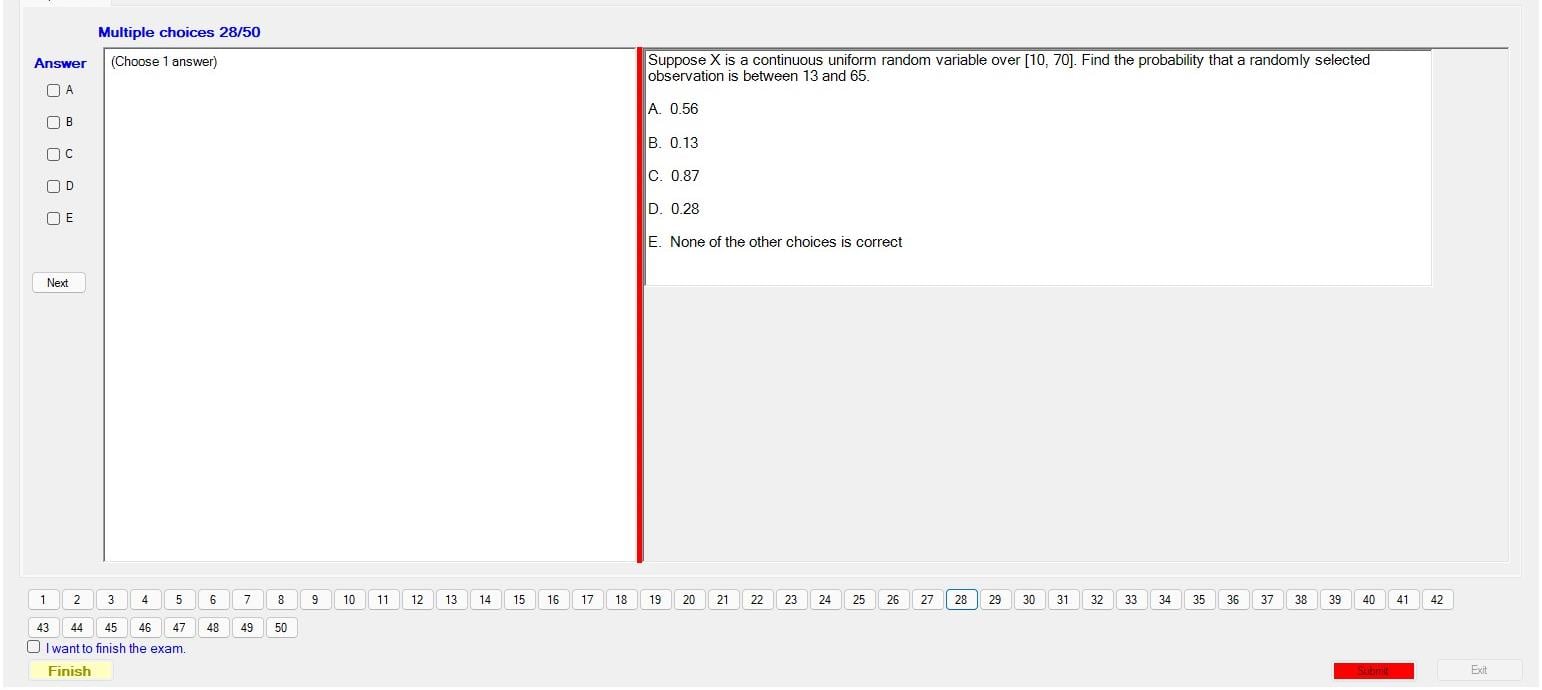 Multiple choices 28/50
Answer
(Choose 1 answer)
A
B
C
D
E
Next
Suppose X is a continuous uniform random variable over [10, 70]. Find the probability that a randomly selected
observation is between 13 and 65.
A. 0.56
B. 0.13
C. 0.87
D. 0.28
E. None of the other choices is correct
1 2 3 4 5 6 7 8 9 10 11 12 13 14 15 16 17 18 19 20 21 22 23 24 25 26 27 28 29 30 31 32 33 34 35 36 37 38 39 40 41 42
43 44 45 46 47 48 49 50
I want to finish the exam.
Finish
Submit
Exit